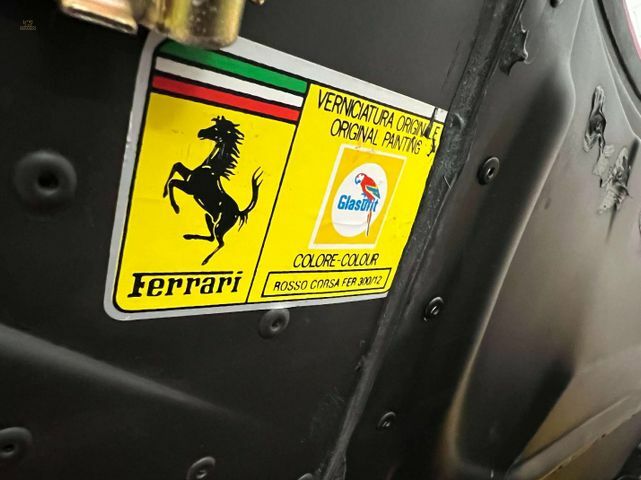 Ferrari
VERNICIATURA ORIGINALE
ORIGINAL PAINTING
GlasUrit
COLORE-COLOUR
ROSSO CORSA FER 300/12